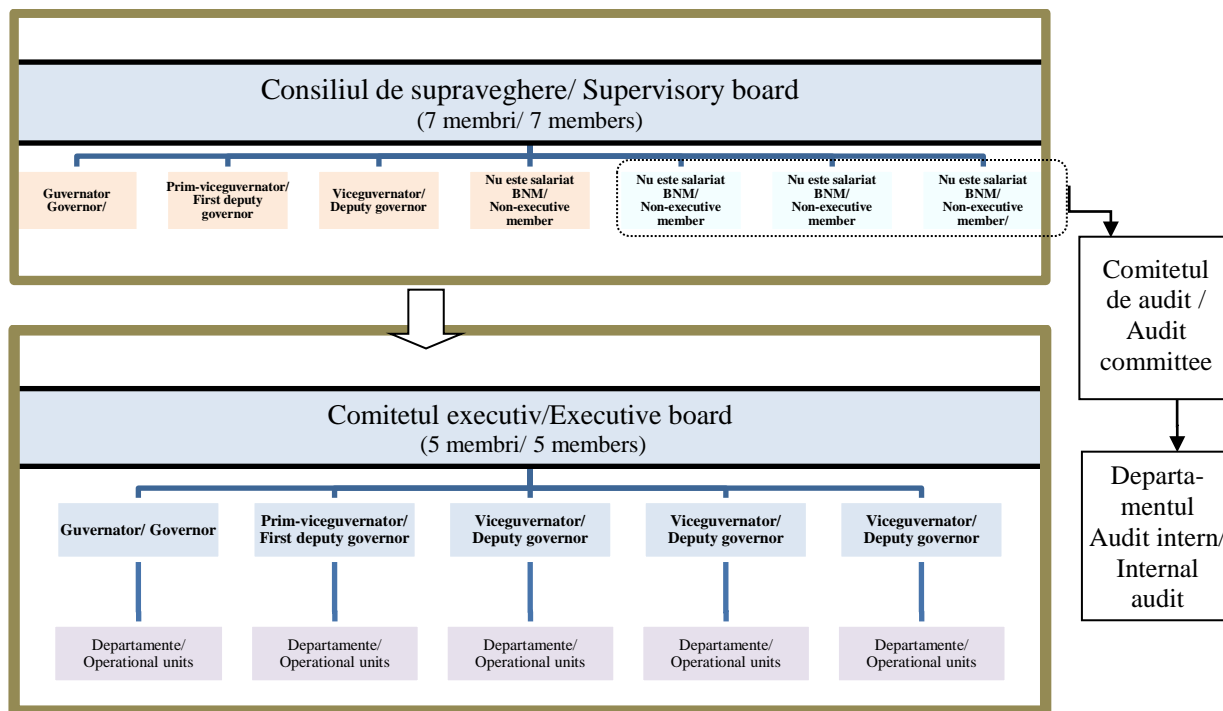 Consiliul de supraveghere/ Supervisory board
(7 membri/ 7 members)
Guvernator
Governor/
Prim-viceguvernator/
First deputy
governor
Viceguvernator/
Deputy governor
Nu este salariat
BNM/
Non-executive
member
Nu este salariat
BNM/
Non-executive
member
Nu este salariat
BNM/
Non-executive
member
Nu este salariat
BNM/
Non-executive
member/
Comitetul
de audit /
Audit
committee
Comitetul executiv/Executive board
(5 membri/ 5 members)
Guvernator/ Governor
Prim-viceguvernator/
First deputy governor
Viceguvernator/
Deputy governor
Viceguvernator/
Deputy governor
Viceguvernator/
Deputy governor
Departa-
mentul
Audit intern/
Internal
audit
Departamente/
Operational units
Departamente/
Operational units
Departamente/
Operational units
Departamente/
Operational units
Departamente/
Operational units